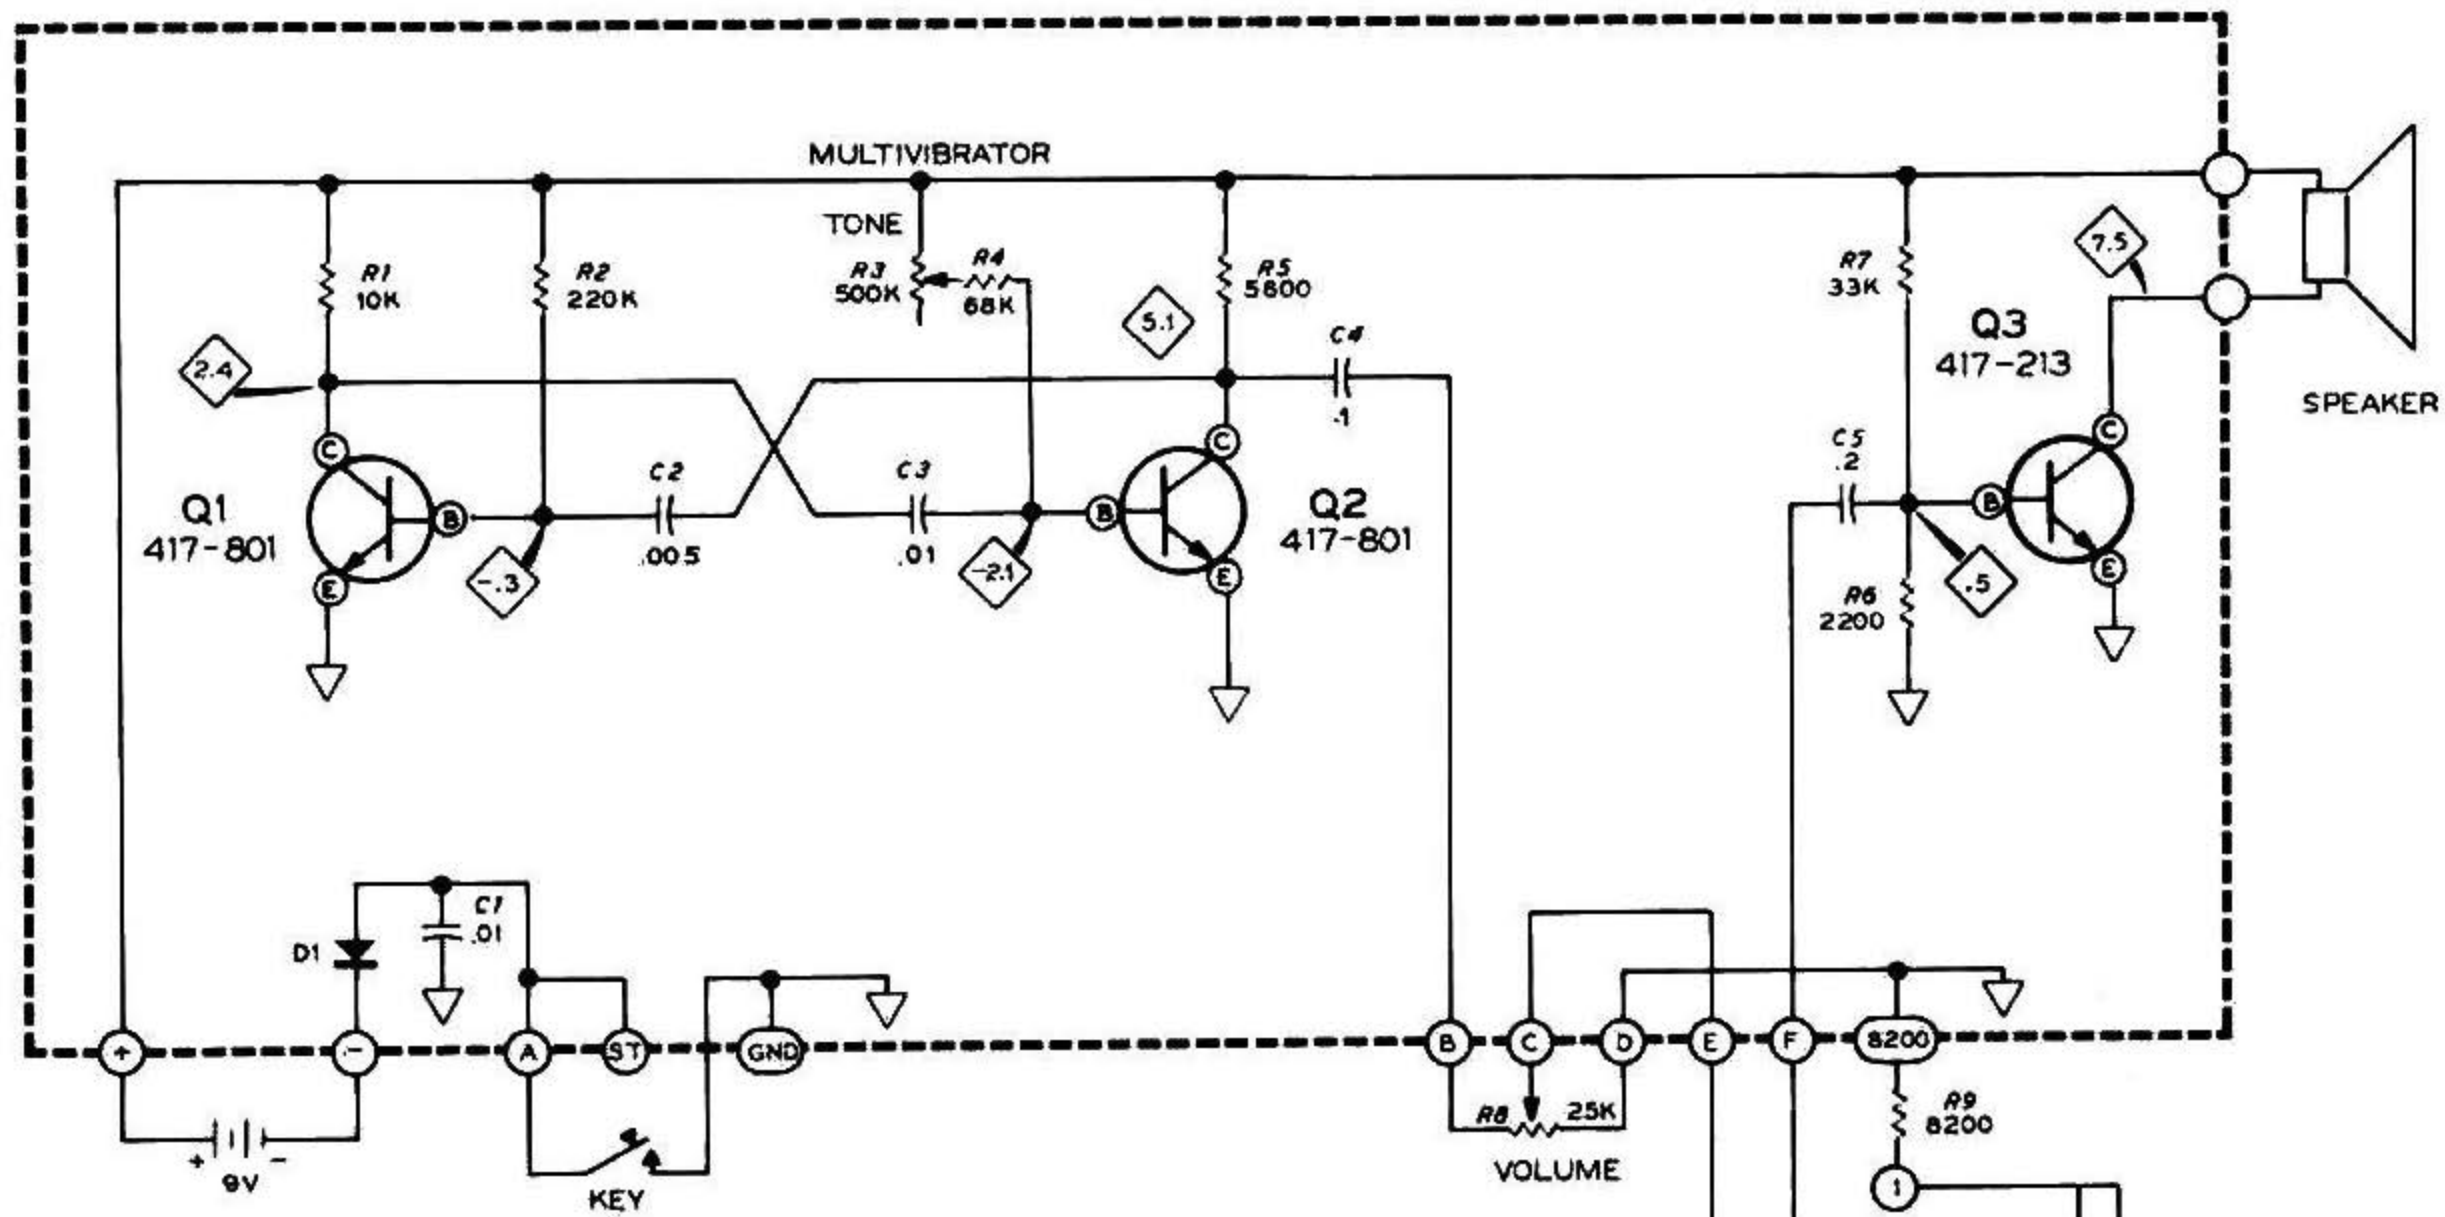 MULTIVIBRATOR
TONE
R1
10K
R2
220K
R3
500K
R4
68K
R5
5600
R7
33K
7.5
5.1
2.4
C4
.1
Q3
417-213
SPEAKER
C
C
C
Q1
417-801
B
C2
.005
C3
.01
B
Q2
417-801
C5
.2
B
E
E
E
-.3
-2.1
.5
R6
2200
D1
C1
.01
+
-
A
ST
GND
B
C
D
E
F
8200
+
-
9V
KEY
R8
25K
VOLUME
R9
8200
1